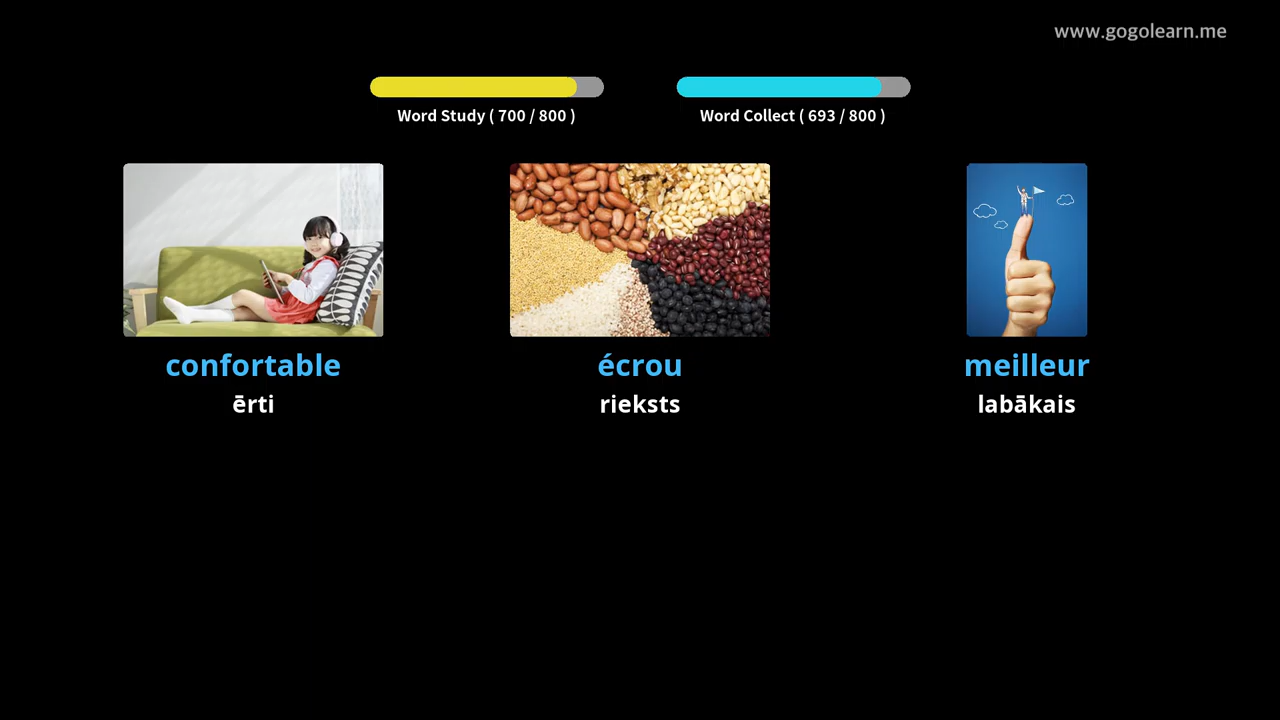 www.gogolearn.me
Word Study ( 700 / 800 )
Word Collect ( 693 / 800 )
confortable
écrou
meilleur
ērti
rieksts
labākais